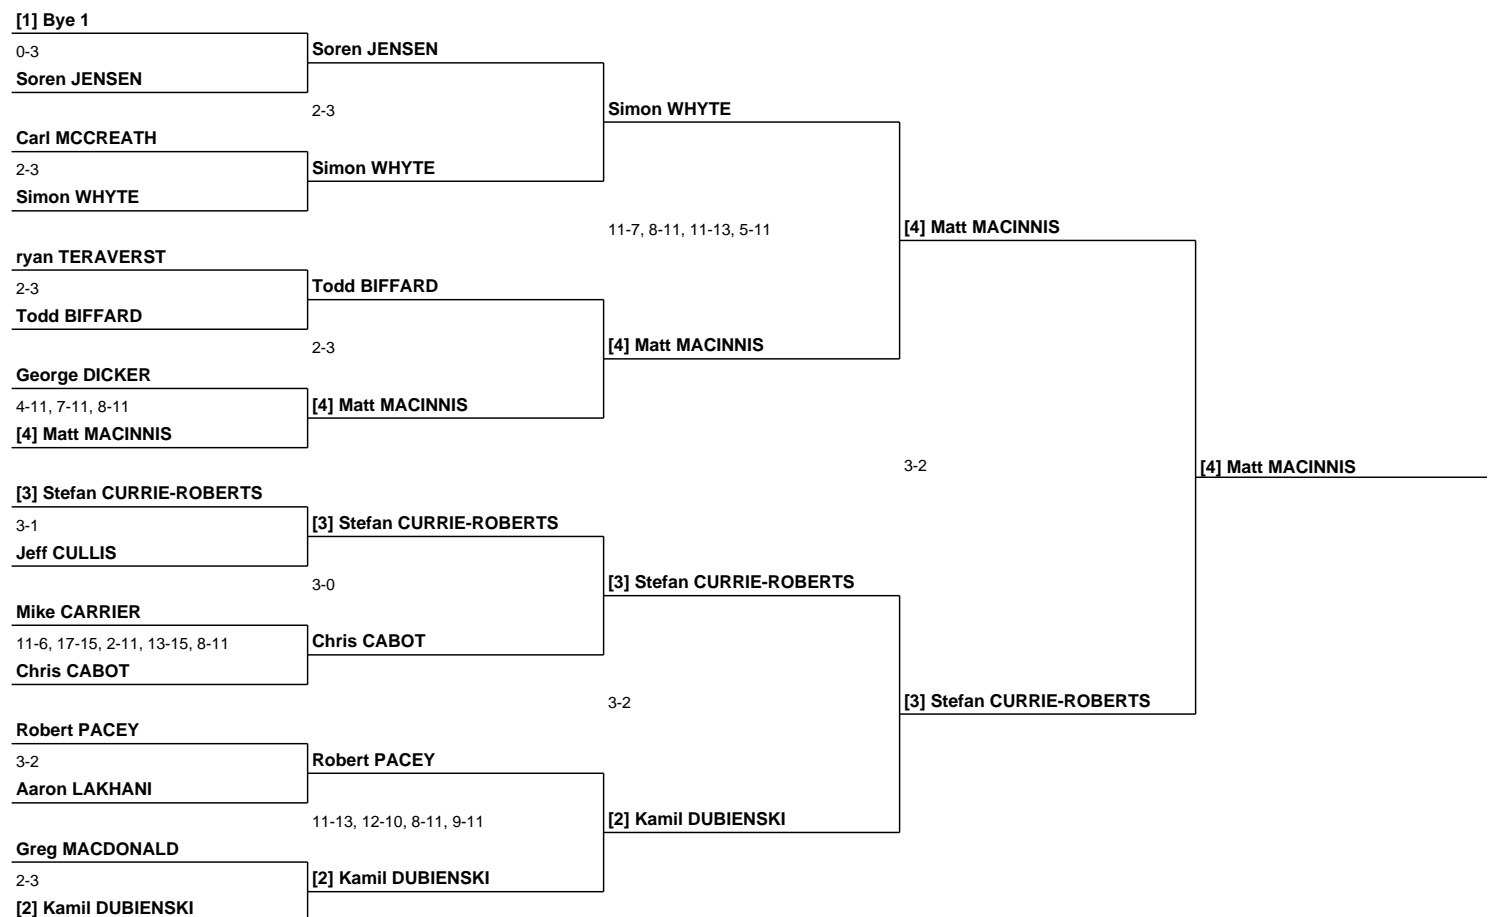 [1] Bye 1
0-3
Soren JENSEN
Soren JENSEN
2-3
Carl MCCREATH
2-3
Simon WHYTE
Simon WHYTE
Simon WHYTE
11-7, 8-11, 11-13, 5-11
ryan TERAVERST
2-3
Todd BIFFARD
Todd BIFFARD
2-3
George DICKER
4-11, 7-11, 8-11
[4] Matt MACINNIS
[4] Matt MACINNIS
[4] Matt MACINNIS
[4] Matt MACINNIS
3-2
[4] Matt MACINNIS
[3] Stefan CURRIE-ROBERTS
3-1
Jeff CULLIS
[3] Stefan CURRIE-ROBERTS
3-0
Mike CARRIER
11-6, 17-15, 2-11, 13-15, 8-11
Chris CABOT
Chris CABOT
[3] Stefan CURRIE-ROBERTS
3-2
[3] Stefan CURRIE-ROBERTS
Robert PACEY
3-2
Aaron LAKHANI
Robert PACEY
11-13, 12-10, 8-11, 9-11
Greg MACDONALD
2-3
[2] Kamil DUBIENSKI
[2] Kamil DUBIENSKI
[2] Kamil DUBIENSKI